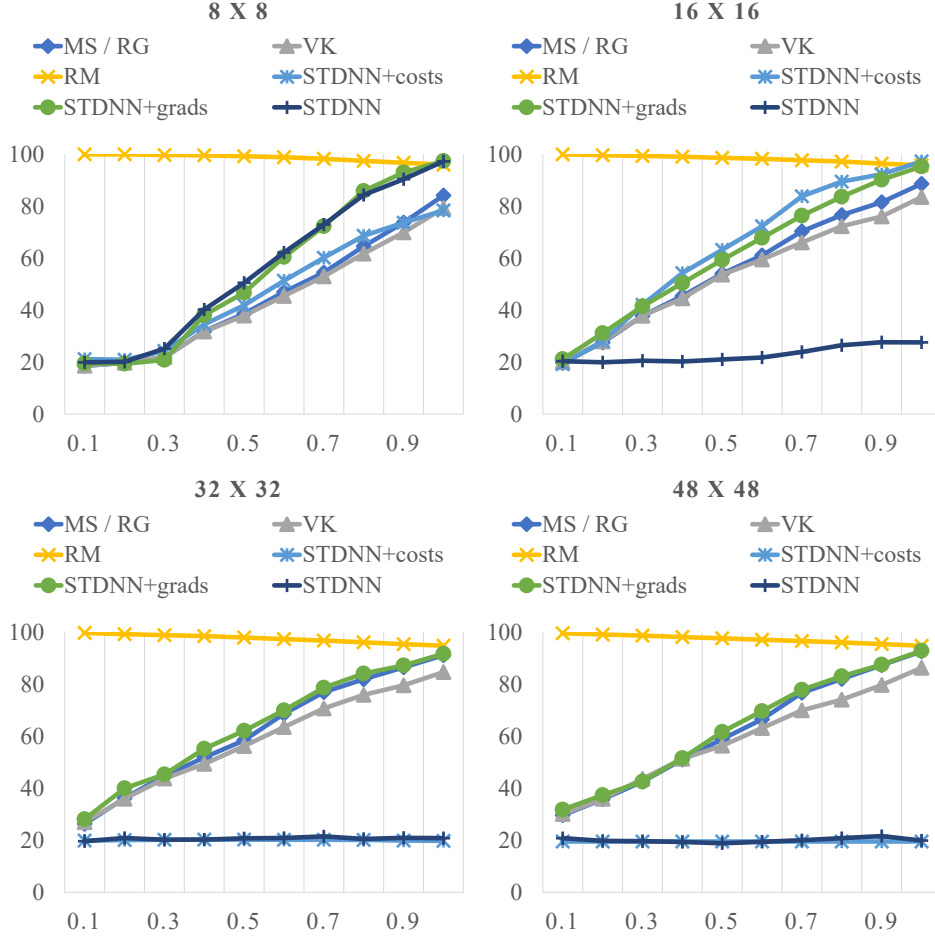 8 X 8
MS / RG VK
RM STDNN+costs
STDNN+grads STDNN
100
80
60
40
20
0
0.1 0.3 0.5 0.7 0.9
16 X 16
MS / RG VK
RM STDNN+costs
STDNN+grads STDNN
100
80
60
40
20
0
0.1 0.3 0.5 0.7 0.9
32 X 32
MS / RG VK
RM STDNN+costs
STDNN+grads STDNN
100
80
60
40
20
0
0.1 0.3 0.5 0.7 0.9
48 X 48
MS / RG VK
RM STDNN+costs
STDNN+grads STDNN
100
80
60
40
20
0
0.1 0.3 0.5 0.7 0.9